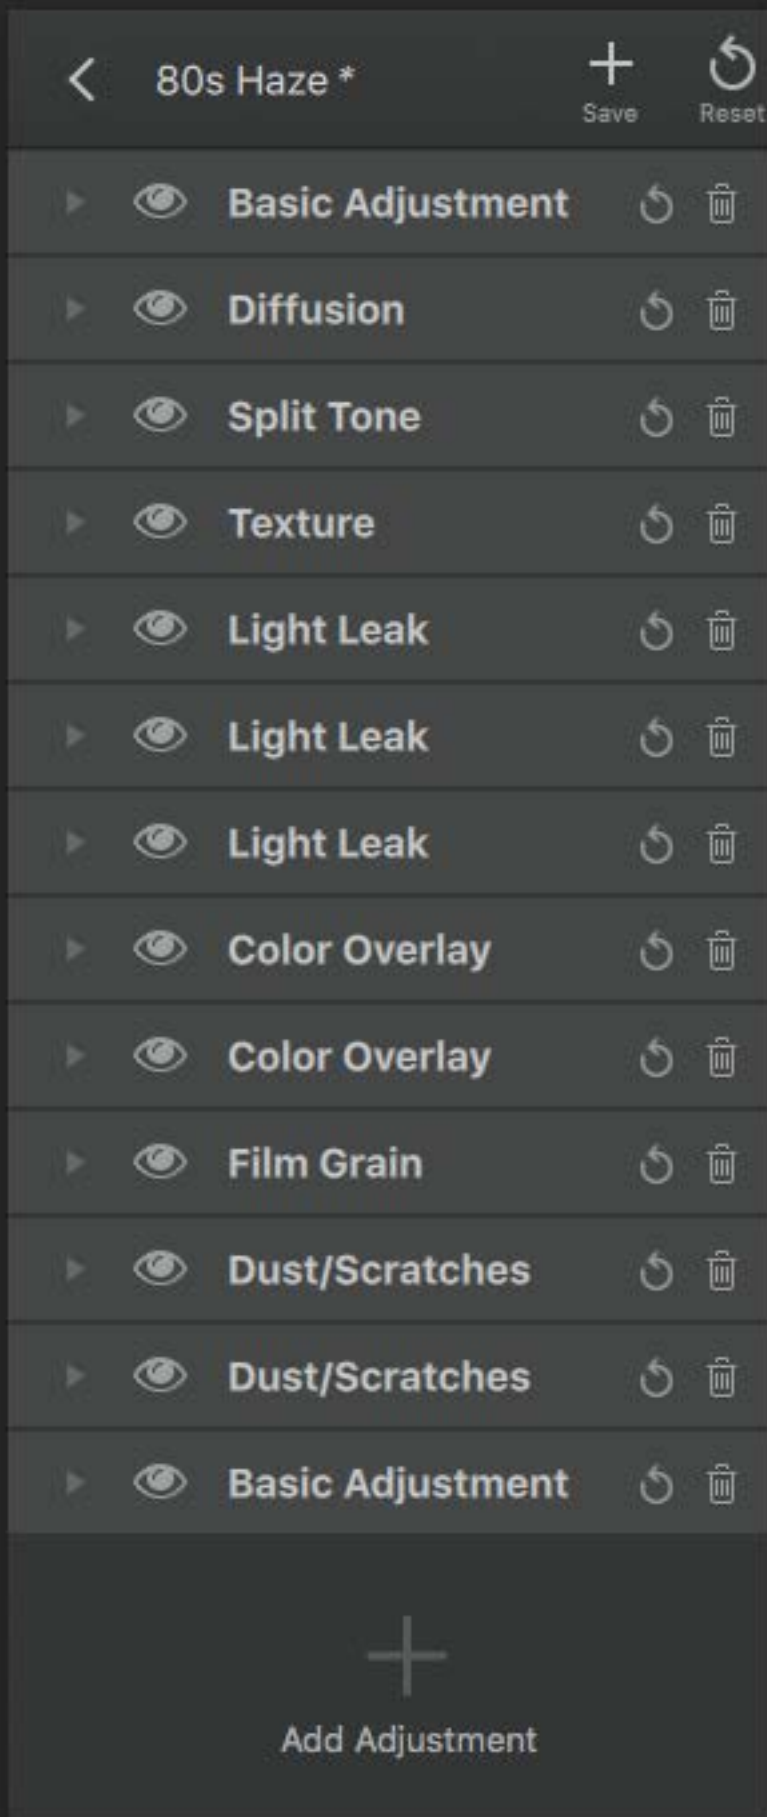 80s Haze *
Save
Reset
Basic Adjustment
Diffusion
Split Tone
Texture
Light Leak
Light Leak
Light Leak
Color Overlay
Color Overlay
Film Grain
Dust/Scratches
Dust/Scratches
Basic Adjustment
Add Adjustment